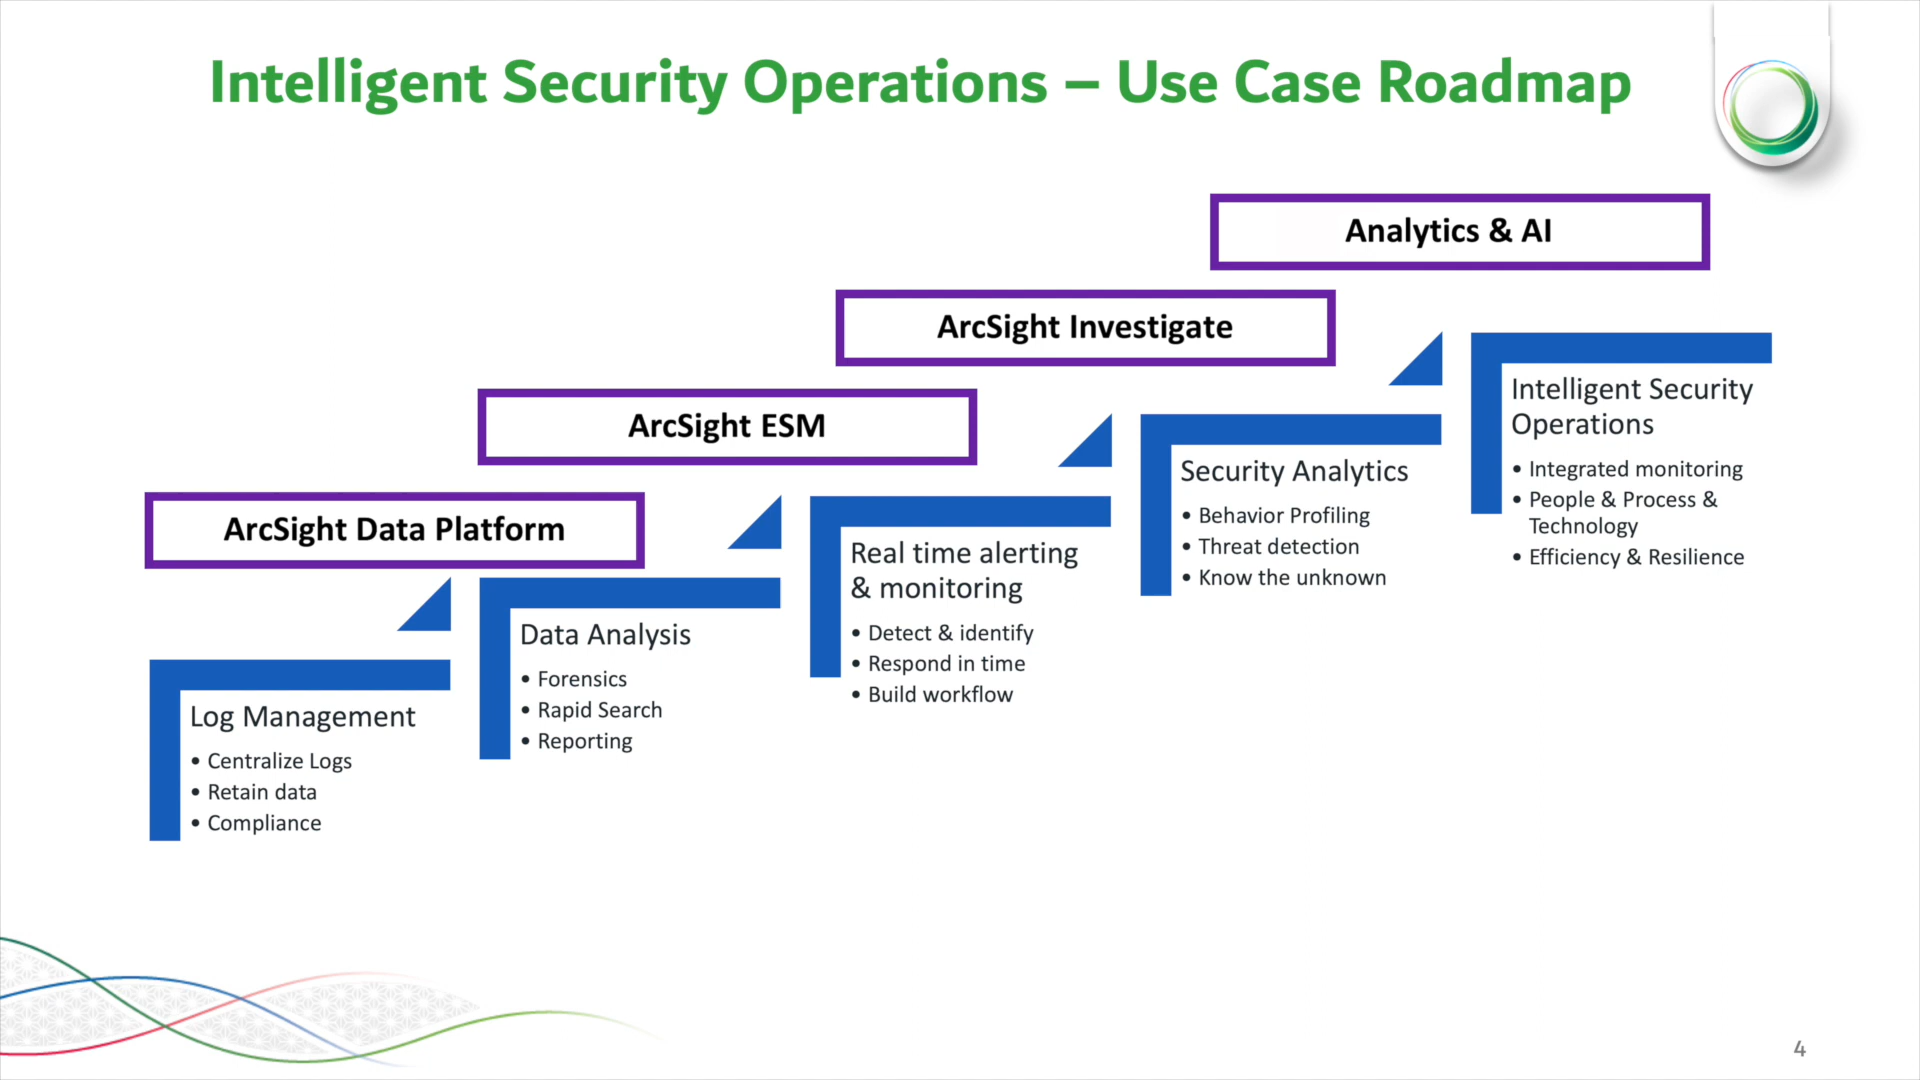 Intelligent Security Operations – Use Case Roadmap
Analytics & AI
ArcSight Investigate
ArcSight ESM
ArcSight Data Platform
Log Management
• Centralize Logs
• Retain data
• Compliance
Data Analysis
• Forensics
• Rapid Search
• Reporting
Real time alerting
& monitoring
• Detect & identify
• Respond in time
• Build workflow
Security Analytics
• Behavior Profiling
• Threat detection
• Know the unknown
Intelligent Security
Operations
• Integrated monitoring
• People & Process &
Technology
• Efficiency & Resilience
4